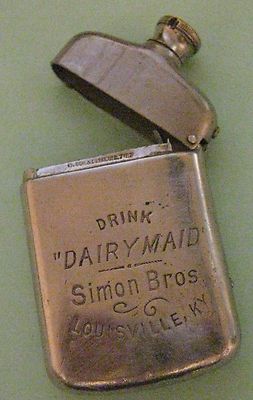 DRINK
"DAIRYMAID"
Simon Bros
LOUISVILLE, KY